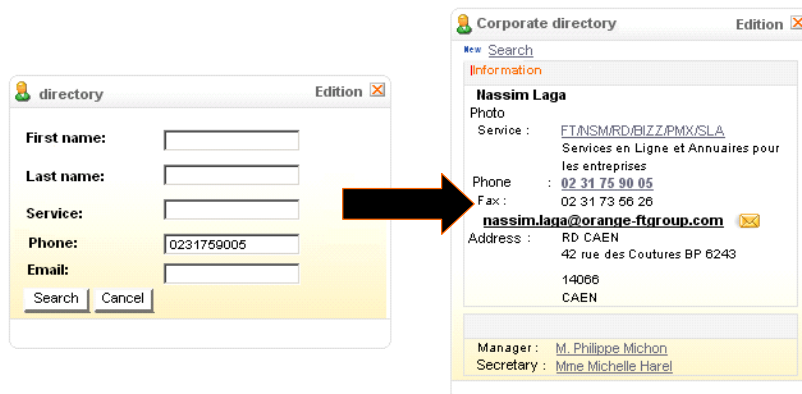 directory Edition
First name:
Last name:
Service:
Phone: 0231759005
Email:
Search Cancel
Corporate directory Edition
New Search
Information
Nassim Laga
Photo
Service : FT/NSM/RD/BIZZ/PMX/SLA
Services en Ligne et Annuaires pour
les entreprises
Phone : 02 31 75 90 05
Fax : 02 31 73 56 26
nassim.laga@orange-ftgroup.com
Address : RD CAEN
42 rue des Coutures BP 6243
14066
CAEN
Manager : M. Philippe Michon
Secretary : Mme Michelle Harel